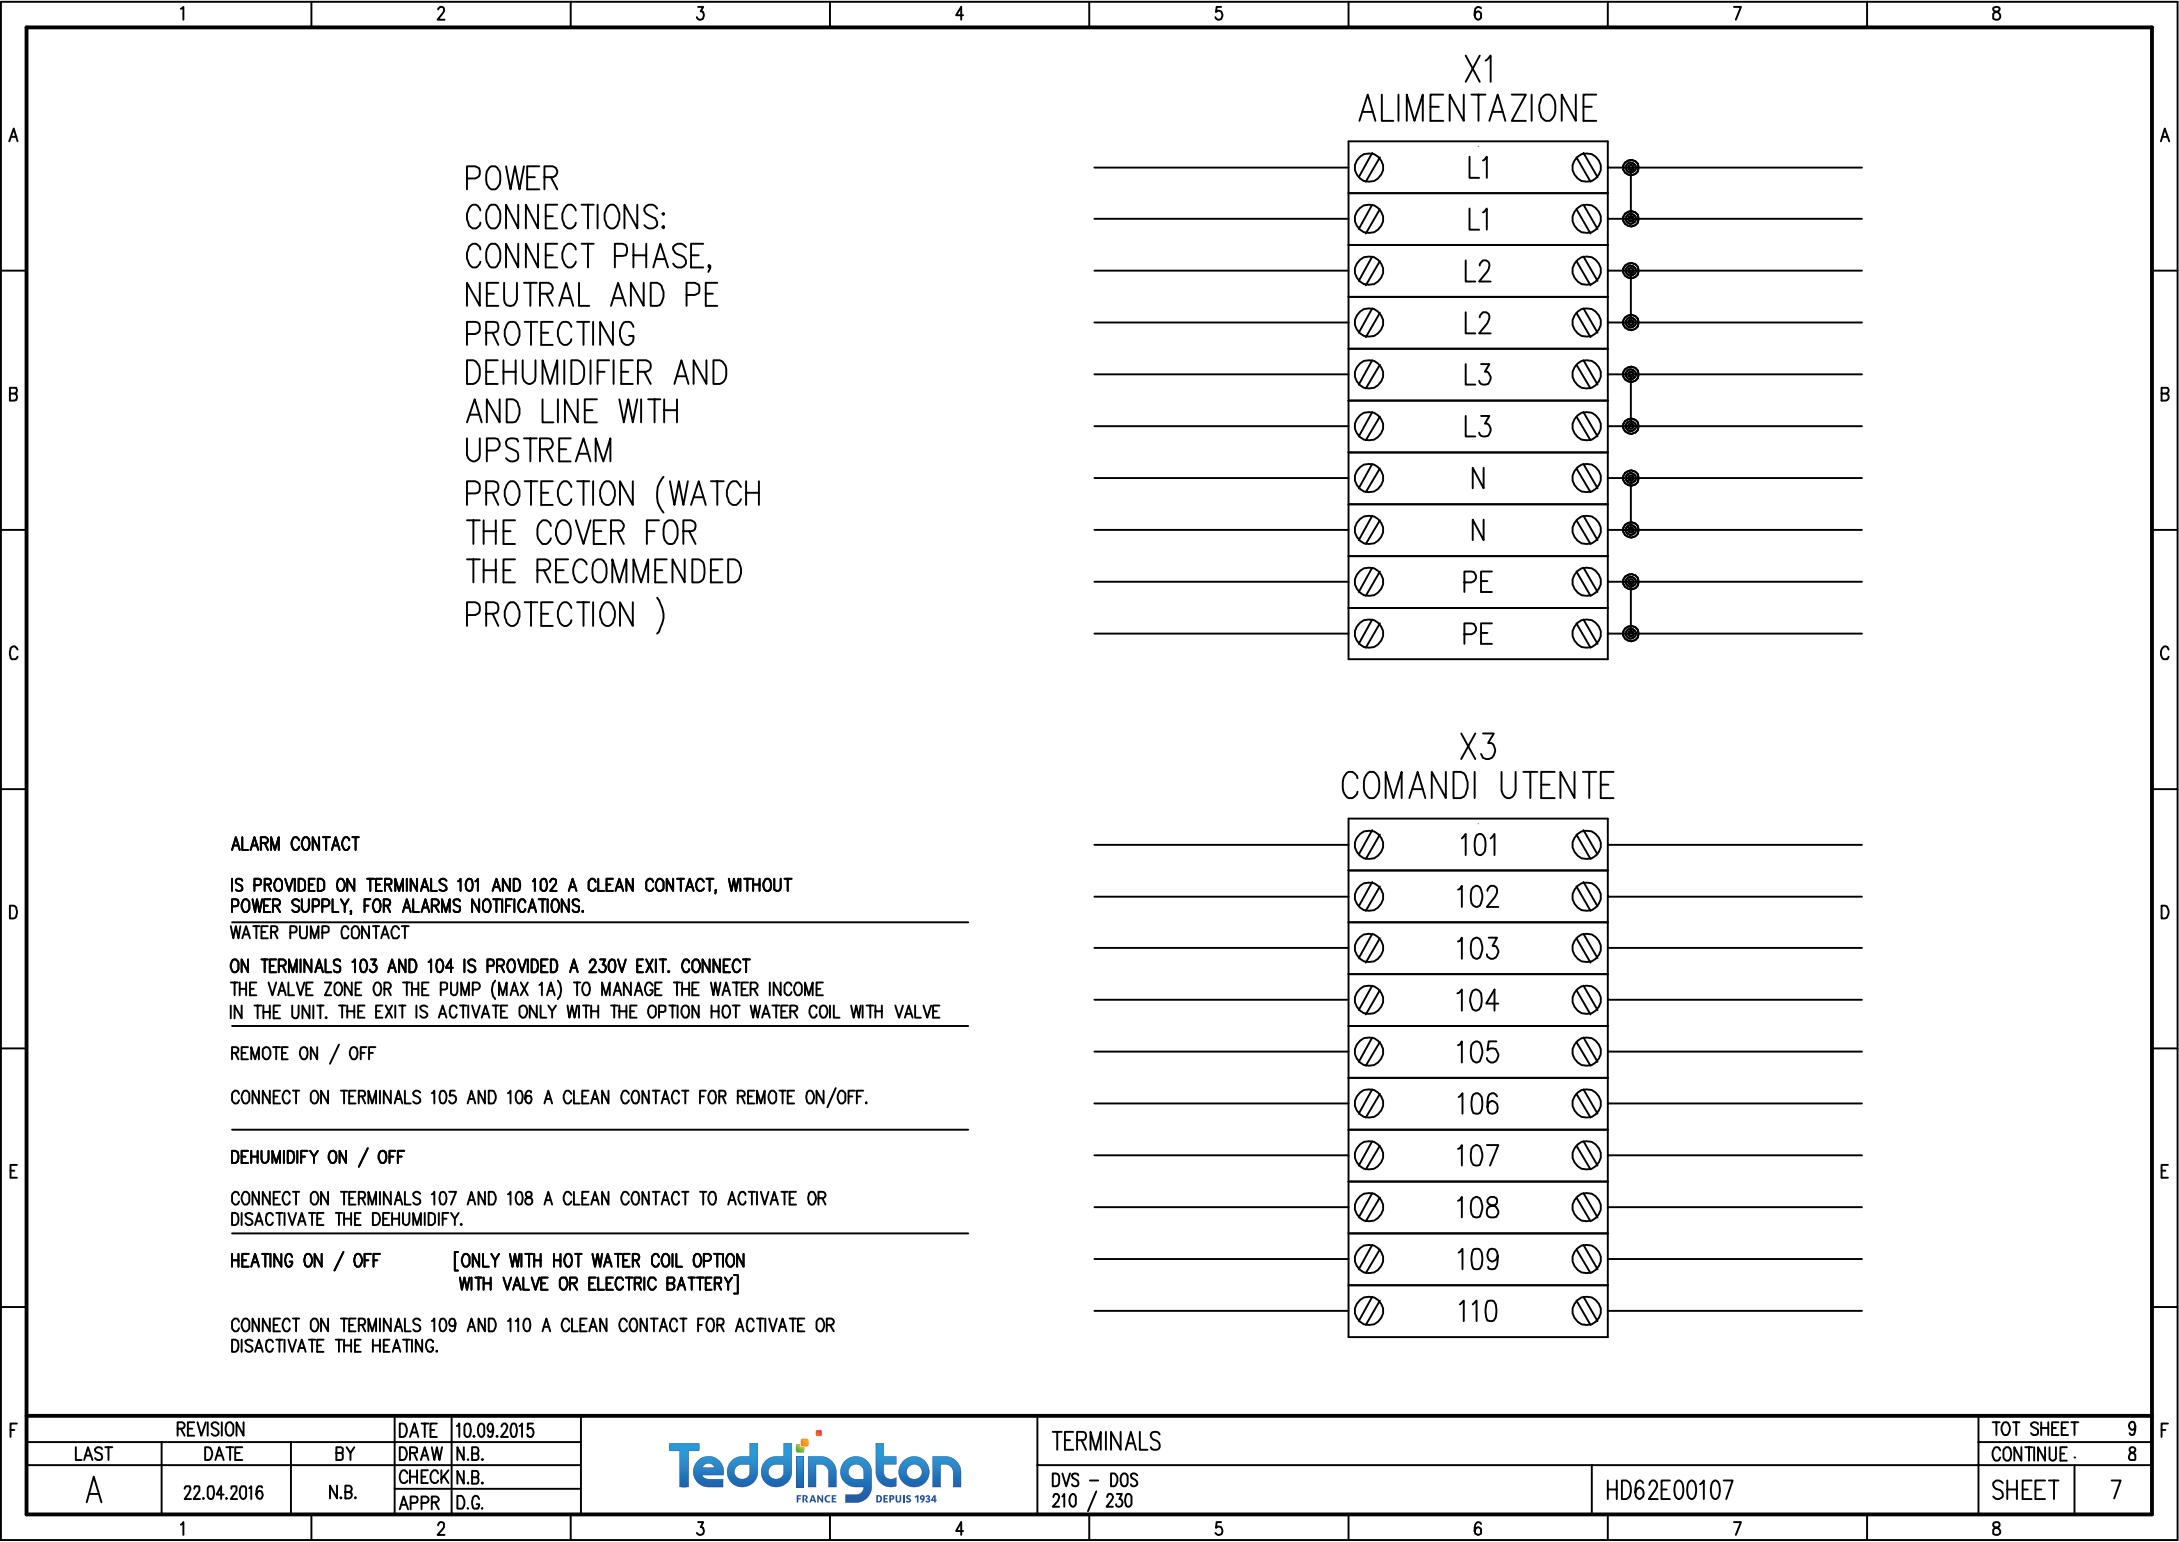 1 2 3 4 5 6 7 8
A A
B B
C C
D D
E E
F F
POWER
CONNECTIONS:
CONNECT PHASE,
NEUTRAL AND PE
PROTECTING
DEHUMIDIFIER AND
AND LINE WITH
UPSTREAM
PROTECTION (WATCH
THE COVER FOR
THE RECOMMENDED
PROTECTION )
X1
ALIMENTAZIONE
L1
L1
L2
L2
L3
L3
N
N
PE
PE
ALARM CONTACT
IS PROVIDED ON TERMINALS 101 AND 102 A CLEAN CONTACT, WITHOUT
POWER SUPPLY, FOR ALARMS NOTIFICATIONS.
WATER PUMP CONTACT
ON TERMINALS 103 AND 104 IS PROVIDED A 230V EXIT. CONNECT
THE VALVE ZONE OR THE PUMP (MAX 1A) TO MANAGE THE WATER INCOME
IN THE UNIT. THE EXIT IS ACTIVATE ONLY WITH THE OPTION HOT WATER COIL WITH VALVE
REMOTE ON / OFF
CONNECT ON TERMINALS 105 AND 106 A CLEAN CONTACT FOR REMOTE ON/OFF.
DEHUMIDIFY ON / OFF
CONNECT ON TERMINALS 107 AND 108 A CLEAN CONTACT TO ACTIVATE OR
DISACTIVATE THE DEHUMIDIFY.
HEATING ON / OFF [ONLY WITH HOT WATER COIL OPTION
WITH VALVE OR ELECTRIC BATTERY]
CONNECT ON TERMINALS 109 AND 110 A CLEAN CONTACT FOR ACTIVATE OR
DISACTIVATE THE HEATING.
X3
COMANDI UTENTE
101
102
103
104
105
106
107
108
109
110
REVISION
LAST DATE BY
A 22.04.2016 N.B.
DATE 10.09.2015
DRAW N.B.
CHECK N.B.
APPR D.G.
Teddington
FRANCE DEPUIS 1934
TERMINALS
DVS - DOS
210 / 230
HD62E00107
TOT SHEET 9
CONTINUE 8
SHEET 7
1 2 3 4 5 6 7 8